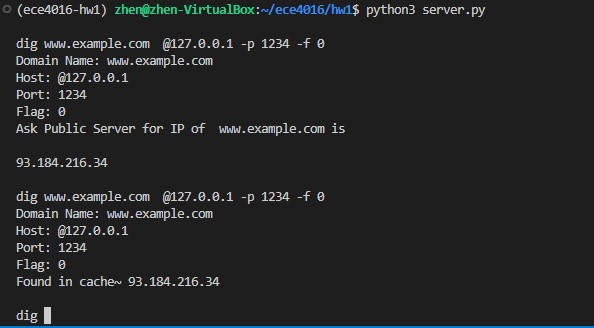 (ece4016-hw1) zhen@zhen-VirtualBox:~/ece4016/hw1$ python3 server.py
dig www.example.com  @127.0.0.1 -p 1234 -f 0
Domain Name: www.example.com
Host: @127.0.0.1
Port: 1234
Flag: 0
Ask Public Server for IP of  www.example.com is
93.184.216.34
dig www.example.com  @127.0.0.1 -p 1234 -f 0
Domain Name: www.example.com
Host: @127.0.0.1
Port: 1234
Flag: 0
Found in cache~ 93.184.216.34
dig